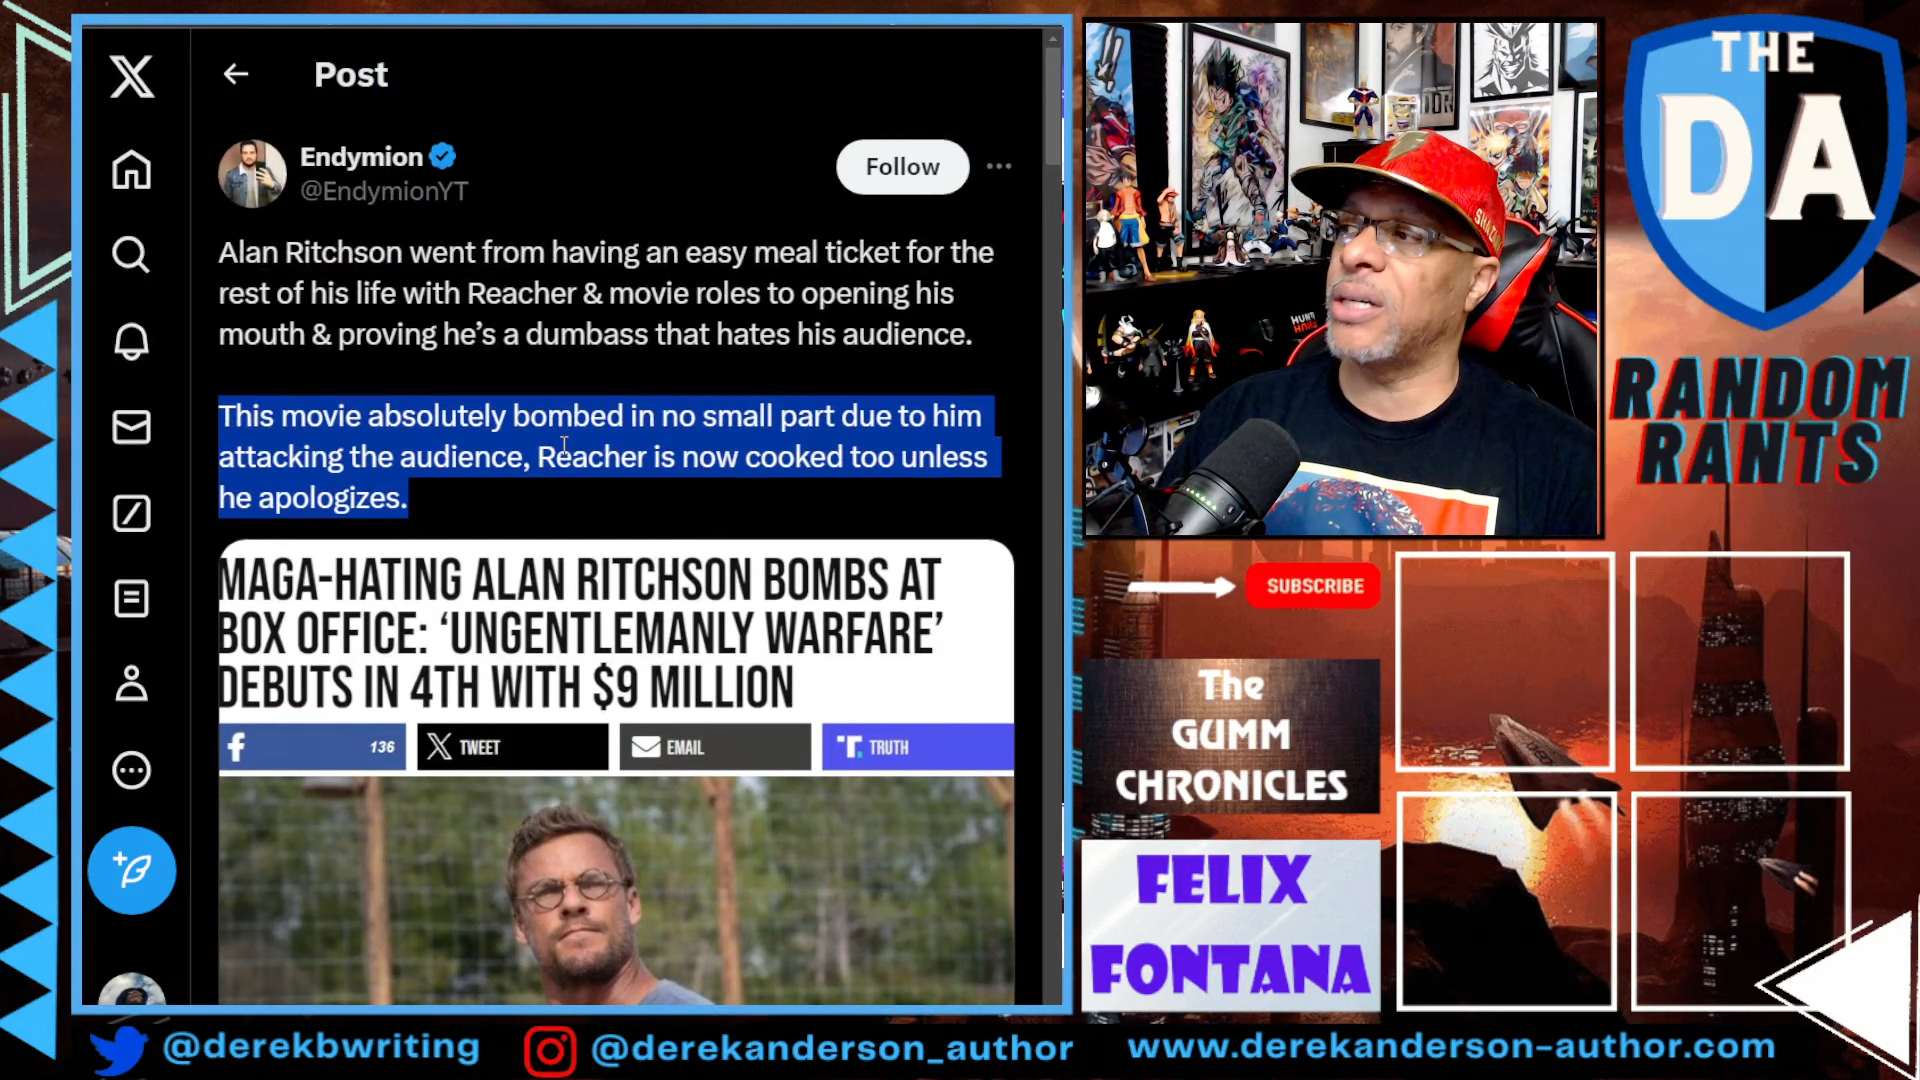 Post
Endymion
@EndymionYT
Follow
Alan Ritchson went from having an easy meal ticket for the
rest of his life with Reacher & movie roles to opening his
mouth & proving he's a dumbass that hates his audience.
This movie absolutely bombed in no small part due to him
attacking the audience, Reacher is now cooked too unless
he apologizes.
MAGA-HATING ALAN RITCHSON BOMBS AT
BOX OFFICE: ‘UNGENTLEMANLY WARFARE’
DEBUTS IN 4TH WITH $9 MILLION
136
TWEET
EMAIL
TRUTH
THE
DA
RANDOM
RANTS
SUBSCRIBE
The
GUMM
CHRONICLES
FELIX
FONTANA
@derekbwriting
@derekanderson_author
www.derekanderson-author.com